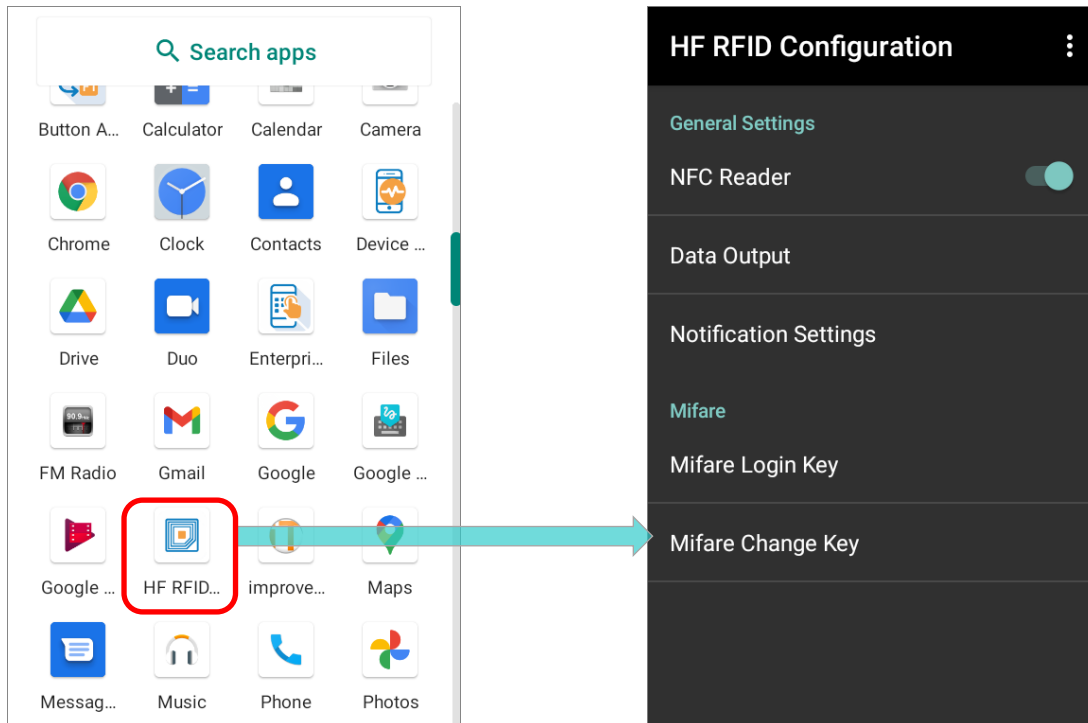 Search apps
Button A... Calculator Calendar Camera
Chrome Clock Contacts Device ...
Drive Duo Enterpri... Files
90.9
FM Radio Gmail Google Google ...
Google ... HF RFID... improve... Maps
Messag... Music Phone Photos
HF RFID Configuration
General Settings
NFC Reader
Data Output
Notification Settings
Mifare
Mifare Login Key
Mifare Change Key